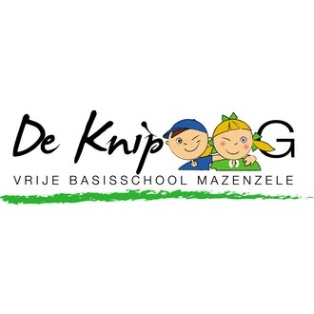 De KnipOOG
VRIJE BASISSCHOOL MAZENZELE